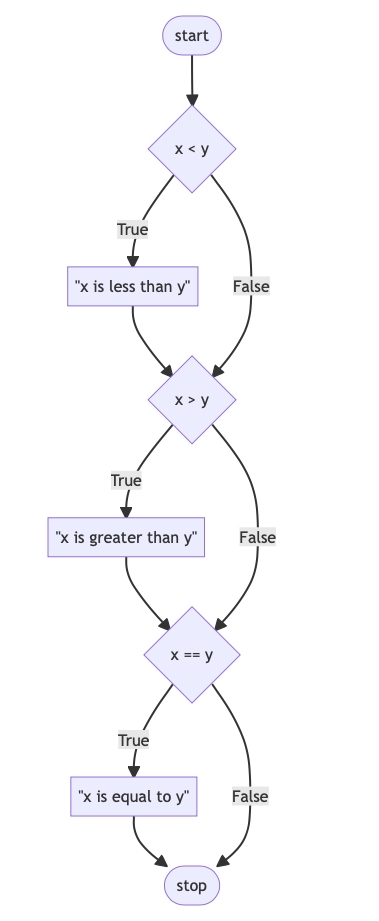 start
x < y
True
"x is less than y"
False
x > y
True
"x is greater than y"
False
x == y
True
"x is equal to y"
False
stop